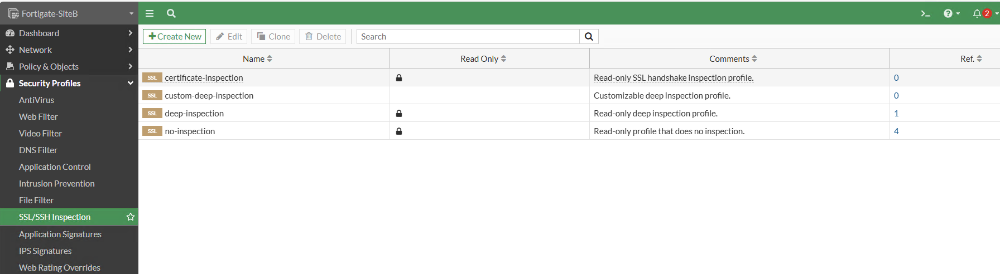 Fortigate-SiteB
2
Dashboard
Network
Policy & Objects
Security Profiles
AntiVirus
Web Filter
Video Filter
DNS Filter
Application Control
Intrusion Prevention
File Filter
SSL/SSH Inspection
Application Signatures
IPS Signatures
Web Rating Overrides
Create New Edit Clone Delete Search
Name Read Only Comments Ref.
SSL certificate-inspection Read-only SSL handshake inspection profile. 0
SSL custom-deep-inspection Customizable deep inspection profile. 0
SSL deep-inspection Read-only deep inspection profile. 1
SSL no-inspection Read-only profile that does no inspection. 4